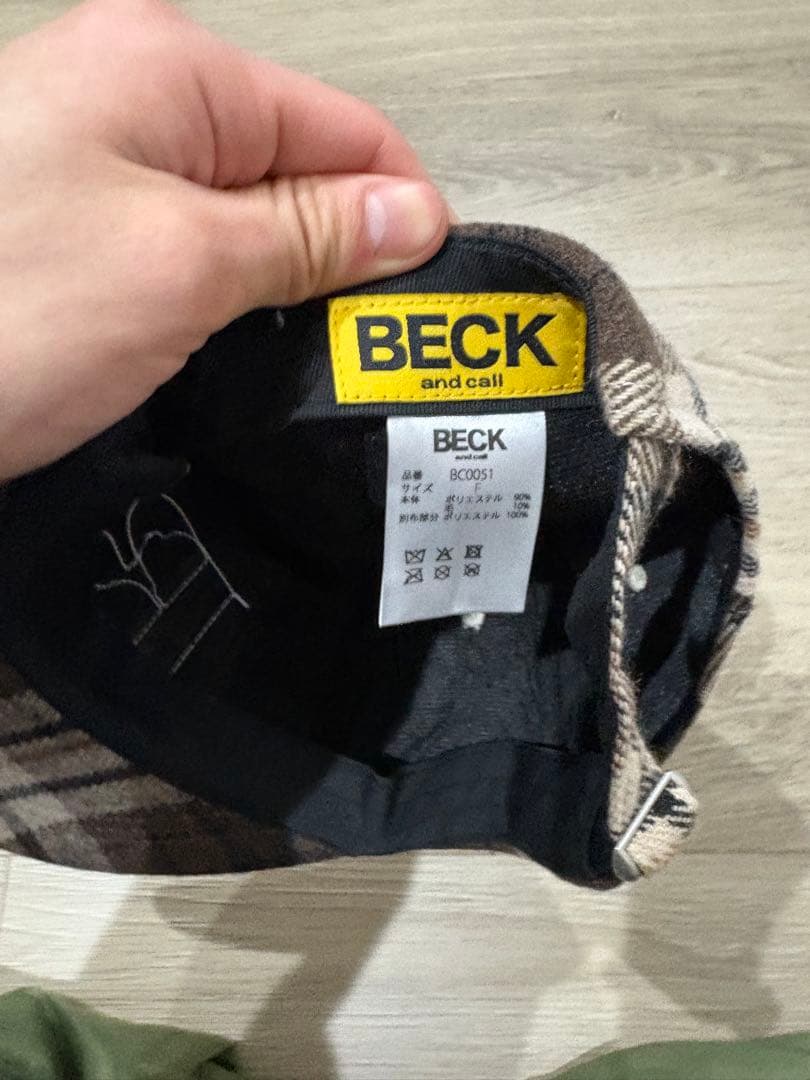 BECK
and call
BECK
and call
品番 BC0051
サイズ F
本体 ポリエステル 90%
毛 10%
別布部分 ポリエステル 100%